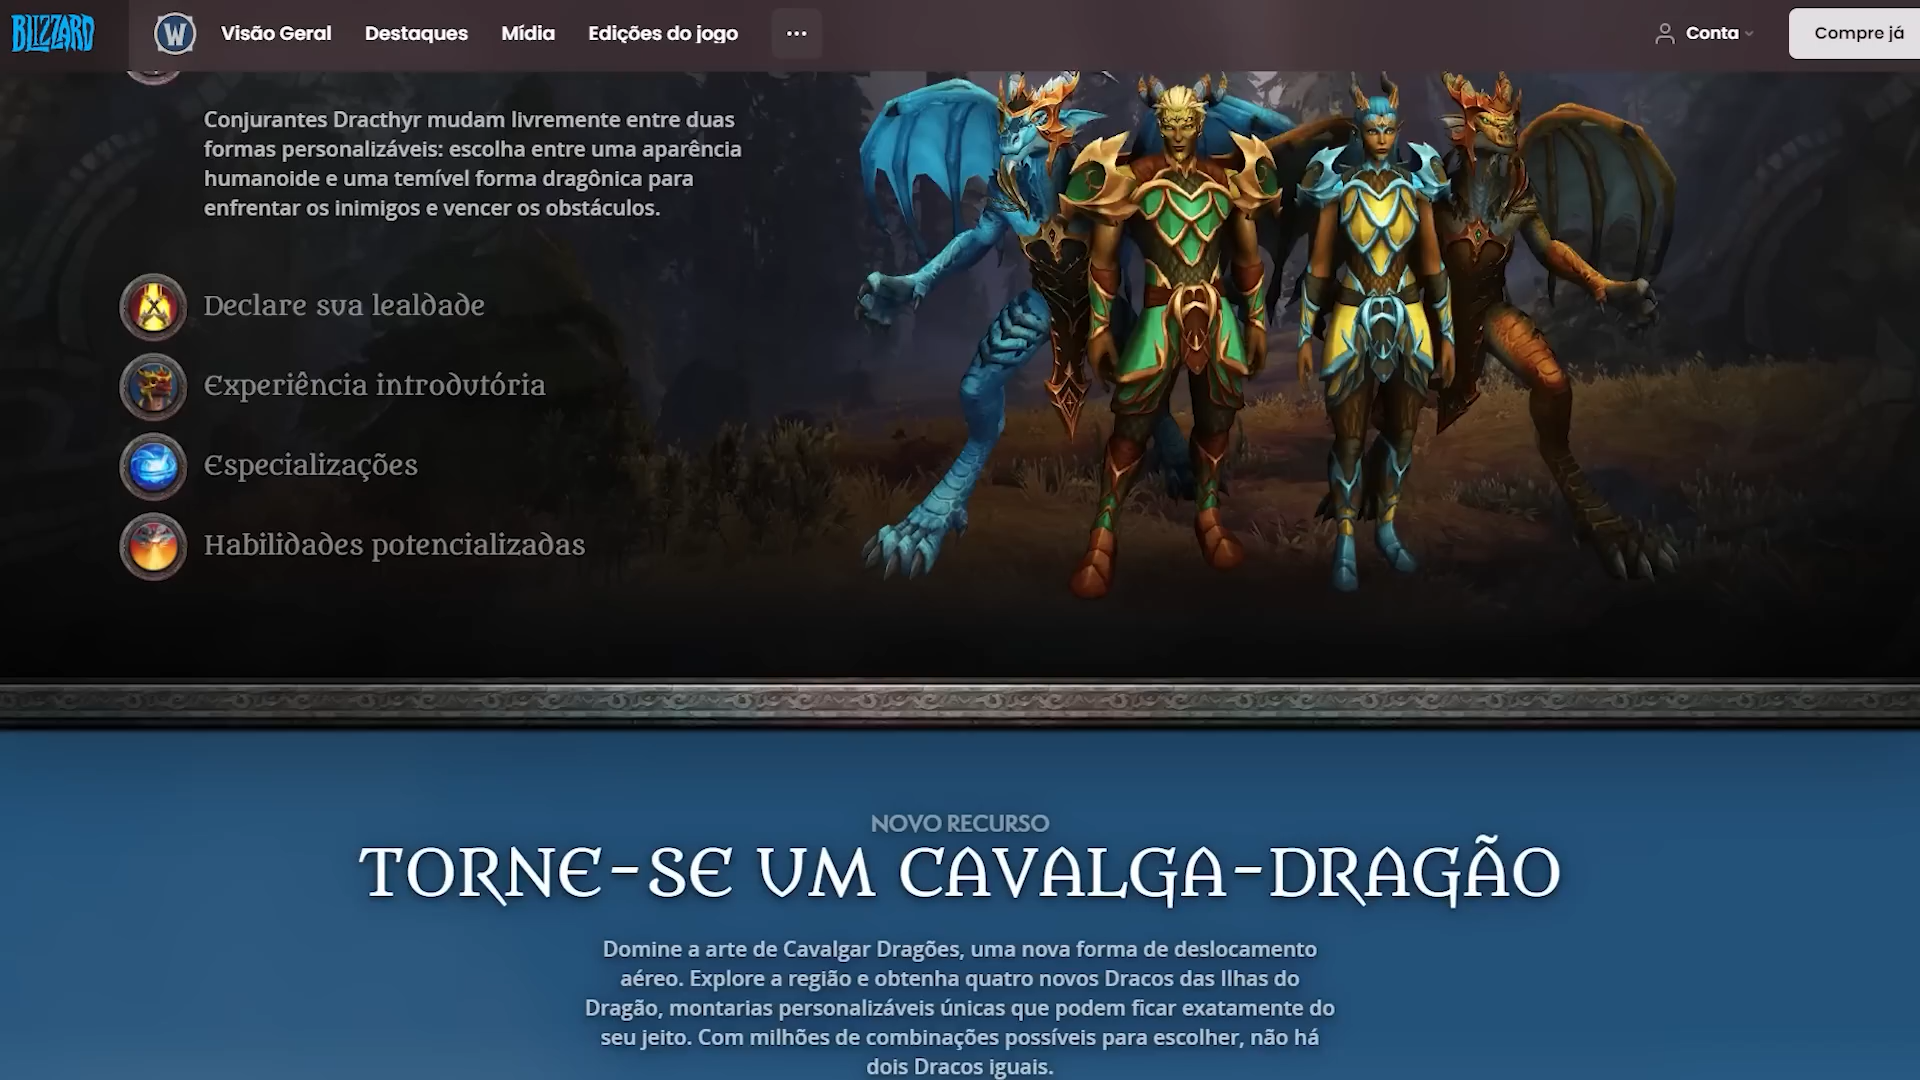 BLIZZARD
W
Visão Geral
Destaques
Mídia
Edições do jogo
Conta
Compre já
Conjurantes Dracthyr mudam livremente entre duas
formas personalizáveis: escolha entre uma aparência
humanoide e uma temível forma dragônica para
enfrentar os inimigos e vencer os obstáculos.
Declare sua lealdade
Experiência introdutória
Especializações
Habilidades potencializadas
NOVO RECURSO
TORNE-SE UM CAVALGA-DRAGÃO
Domine a arte de Cavalgar Dragões, uma nova forma de deslocamento
aéreo. Explore a região e obtenha quatro novos Dracos das Ilhas do
Dragão, montarias personalizáveis únicas que podem ficar exatamente do
seu jeito. Com milhões de combinações possíveis para escolher, não há
dois Dracos iguais.